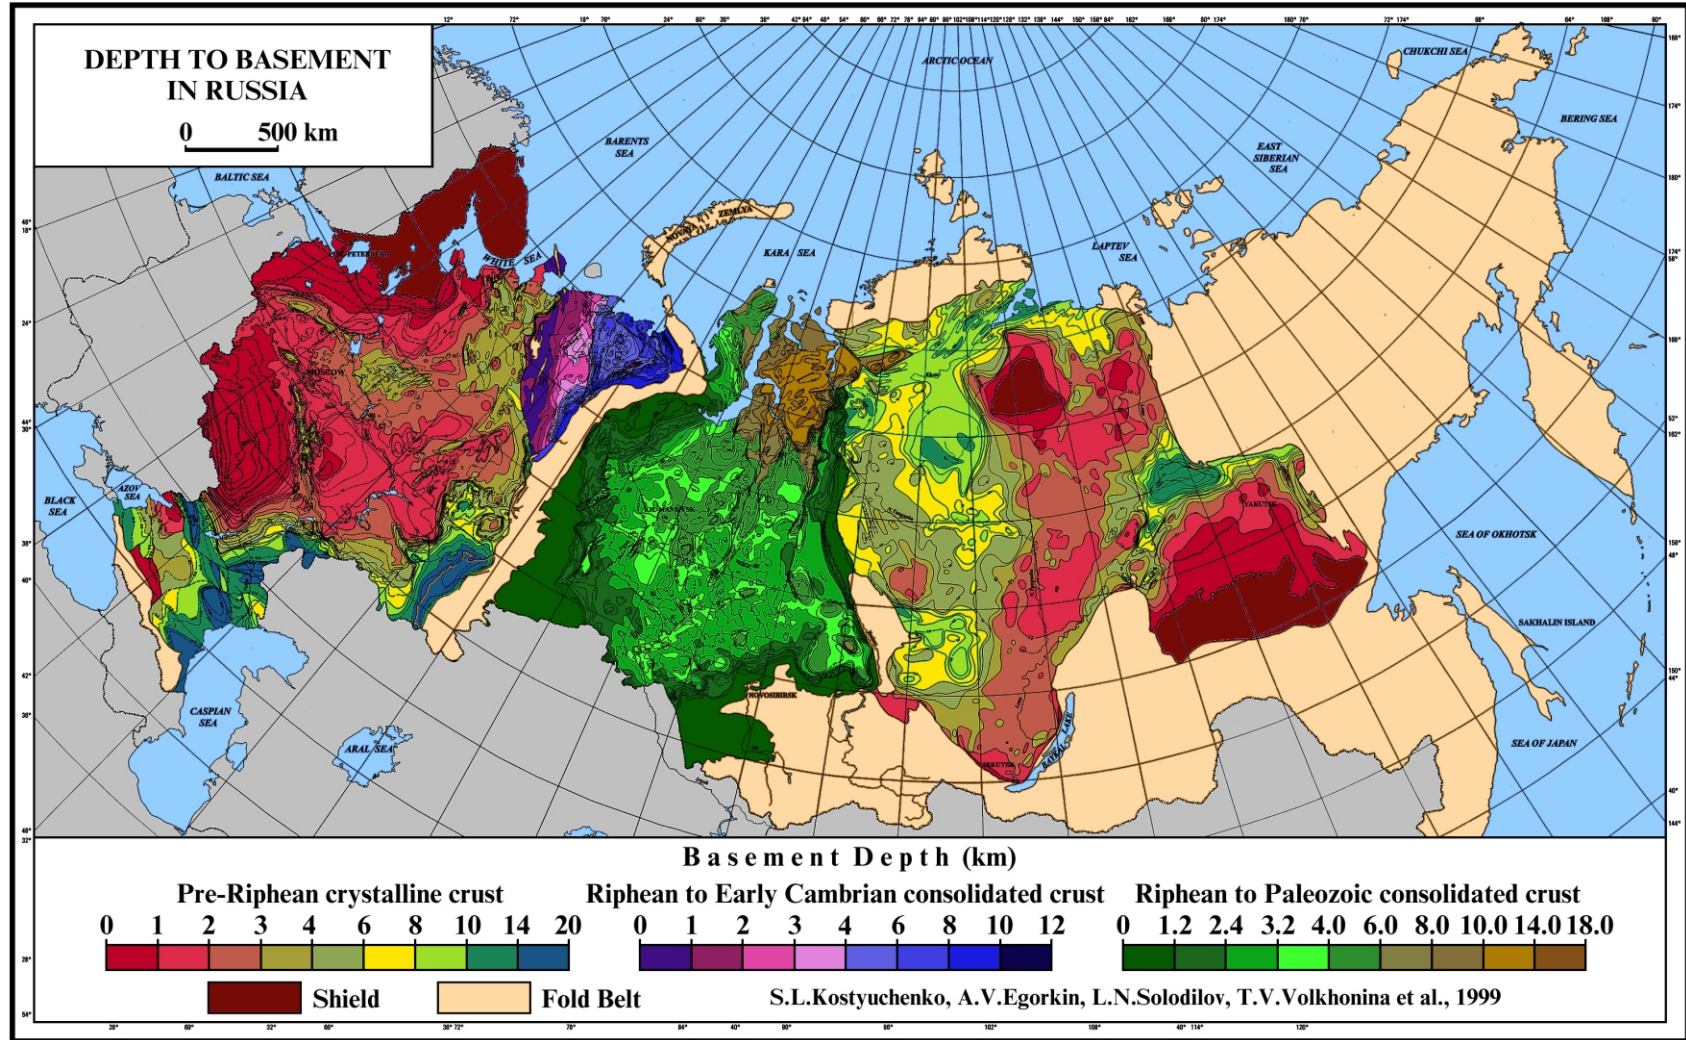 DEPTH TO BASEMENT
IN RUSSIA
0 500 km
ARCTIC OCEAN
CHUKCHI SEA
BERING SEA
BARENTS
SEA
EAST
SIBERIAN
SEA
BALTIC SEA
NOVAJA ZEMLYA
KARA SEA
LAPTEV
SEA
WHITE SEA
MOSCOW
AZOV
SEA
BLACK
SEA
KH-MANSIYSK
YAKUTSK
SEA OF OKHOTSK
SAKHALIN ISLAND
NOVOSIBIRSK
CASPIAN
SEA
ARAL SEA
IRKUTSK
BAYKAL LAKE
SEA OF JAPAN
Basement Depth (km)
Pre-Riphean crystalline crust
0 1 2 3 4 6 8 10 14 20
Riphean to Early Cambrian consolidated crust
0 1 2 3 4 6 8 10 12
Riphean to Paleozoic consolidated crust
0 1.2 2.4 3.2 4.0 6.0 8.0 10.0 14.0 18.0
Shield
Fold Belt
S.L.Kostyuchenko, A.V.Egorkin, L.N.Solodilov, T.V.Volkhonina et al., 1999